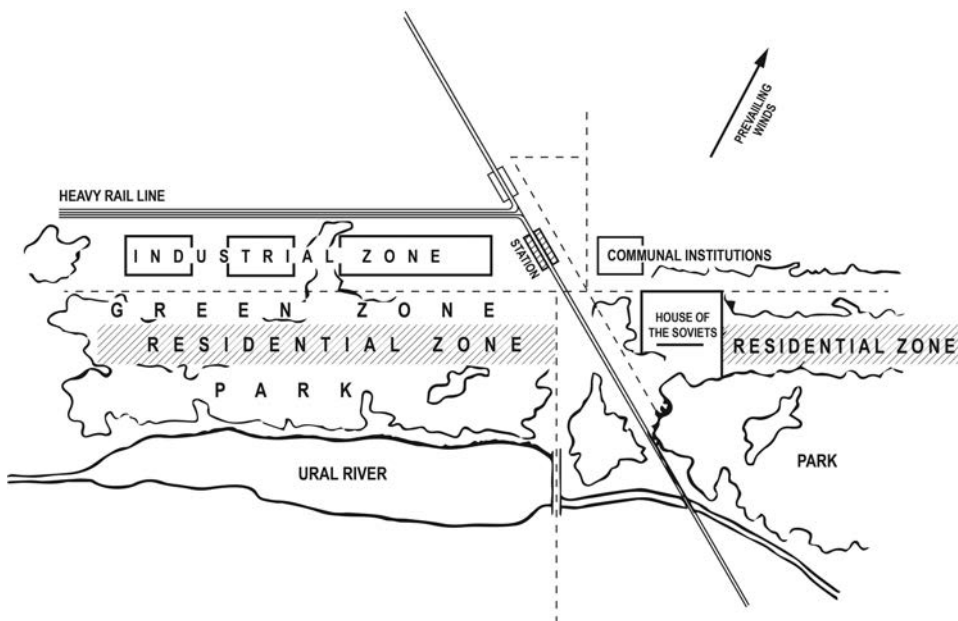 PREVAIILING
WINDS
HEAVY RAIL LINE
INDUSTRIAL ZONE
STATION
COMMUNAL INSTITUTIONS
GREEN ZONE
HOUSE OF
THE SOVIETS
RESIDENTIAL ZONE
RESIDENTIAL ZONE
PARK
URAL RIVER
PARK